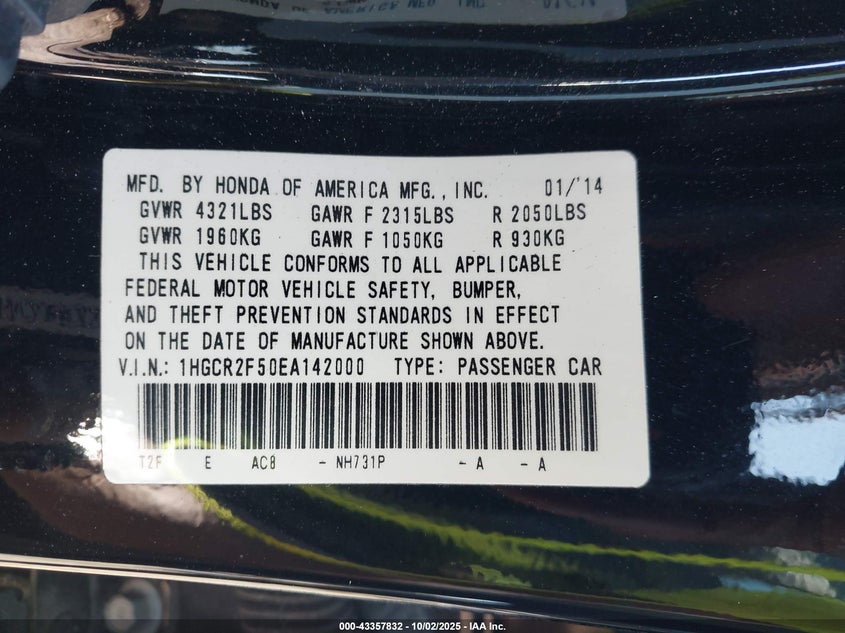 MFD. BY HONDA OF AMERICA MFG., INC. 01/'14
GVWR 4321LBS GAWR F 2315LBS R 2050LBS
GVWR 1960KG GAWR F 1050KG R 930KG
THIS VEHICLE CONFORMS TO ALL APPLICABLE
FEDERAL MOTOR VEHICLE SAFETY, BUMPER,
AND THEFT PREVENTION STANDARDS IN EFFECT
ON THE DATE OF MANUFACTURE SHOWN ABOVE.
V.I.N.: 1HGCR2F50EA142000 TYPE: PASSENGER CAR
T2F E AC8 - NH731P - A - A
000-43357832 - 10/02/2025 - IAA Inc.